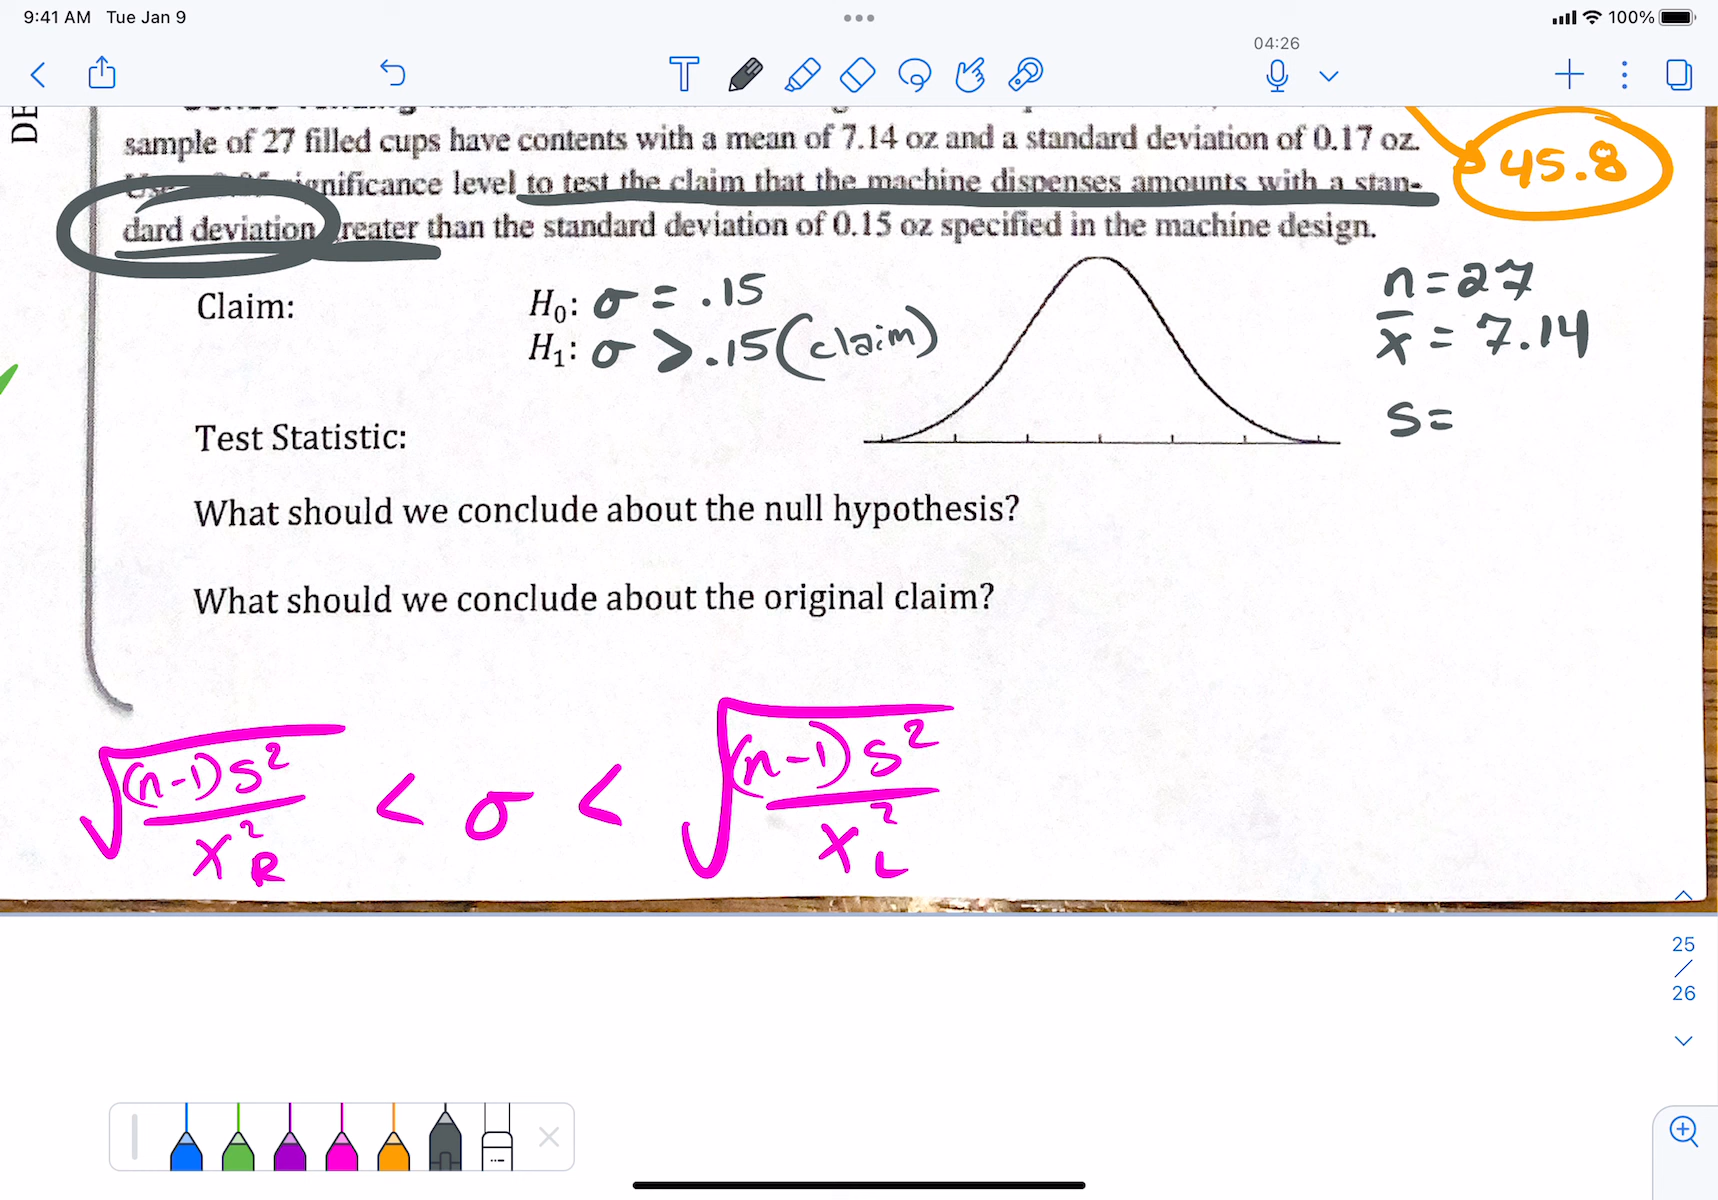 9:41 AM Tue Jan 9
100%
04:26
DE
sample of 27 filled cups have contents with a mean of 7.14 oz and a standard deviation of 0.17 oz.
significance level to test the claim that the machine dispenses amounts with a stan-
dard deviation greater than the standard deviation of 0.15 oz specified in the machine design.
45.8
Claim:
H₀: σ = .15
H₁: σ > .15 (claim)
n = 27
x̄ = 7.14
s =
Test Statistic:
What should we conclude about the null hypothesis?
What should we conclude about the original claim?
√((n-1)s²/X²R) < σ < √((n-1)s²/X²L)
25
/
26